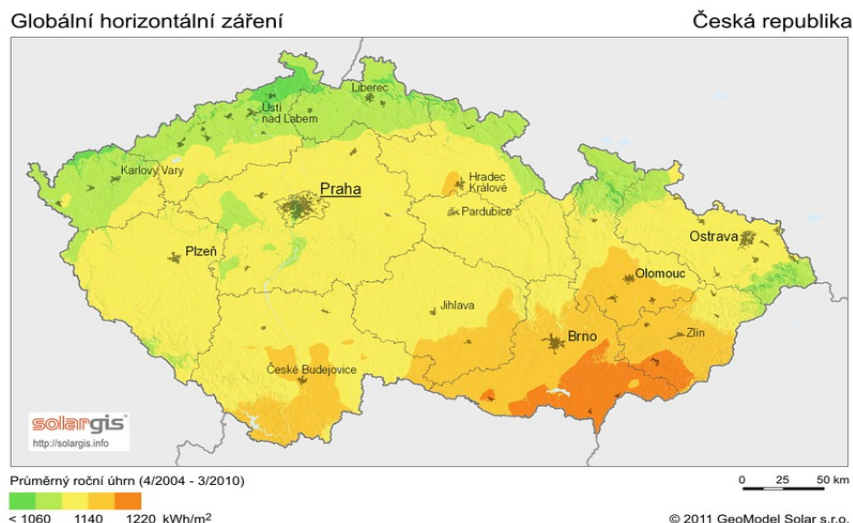 Globální horizontální záření
Česká republika
Liberec
Ústí
nad Labem
Karlovy Vary
Praha
Hradec
Králové
Pardubice
Plzeň
Ostrava
Olomouc
Jihlava
Brno
Zlín
České Budejovice
solargis
http://solargis.info
Průměrný roční úhrn (4/2004 - 3/2010)
0 25 50 km
< 1060 1140 1220 kWh/m²
© 2011 GeoModel Solar s.r.o.